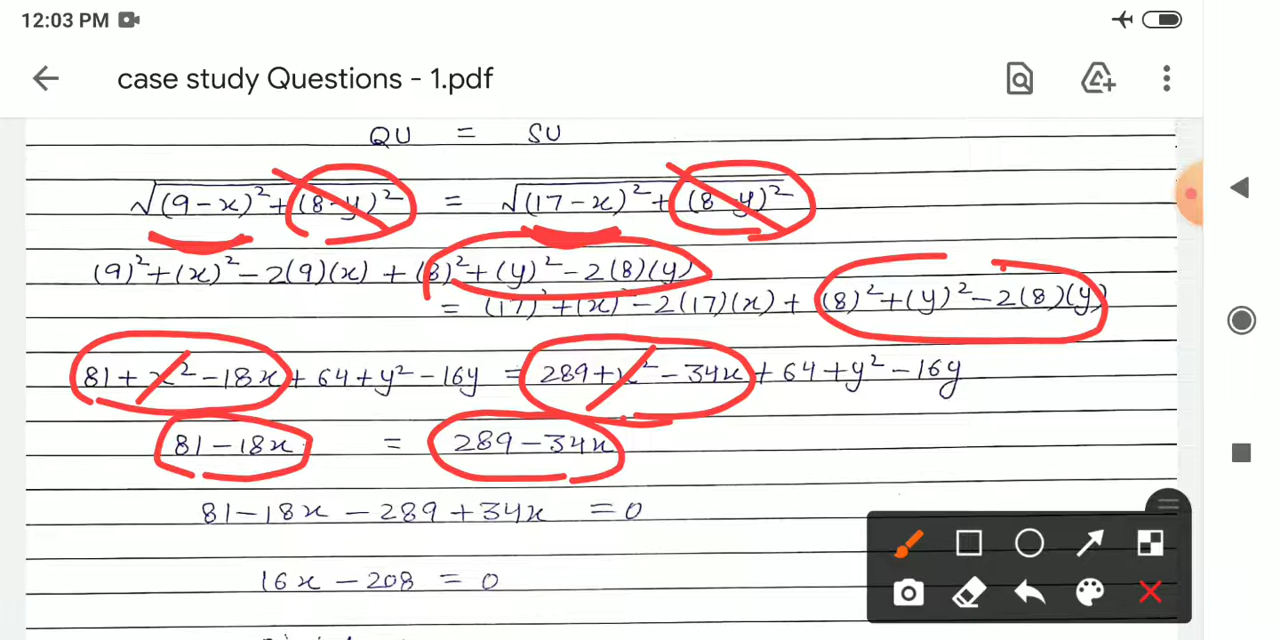 12:03 PM
case study Questions - 1.pdf
QU = SU
√(9-x)²+(8-y)² = √(17-x)²+(8-y)²
(9)²+(x)²-2(9)(x) + (8)²+(y)²-2(8)(y)
= (17)²+(x)²-2(17)(x) + (8)²+(y)²-2(8)(y)
81+x²-18x+64+y²-16y = 289+x²-34x+64+y²-16y
81-18x = 289-34x
81-18x-289+34x = 0
16x-208 = 0